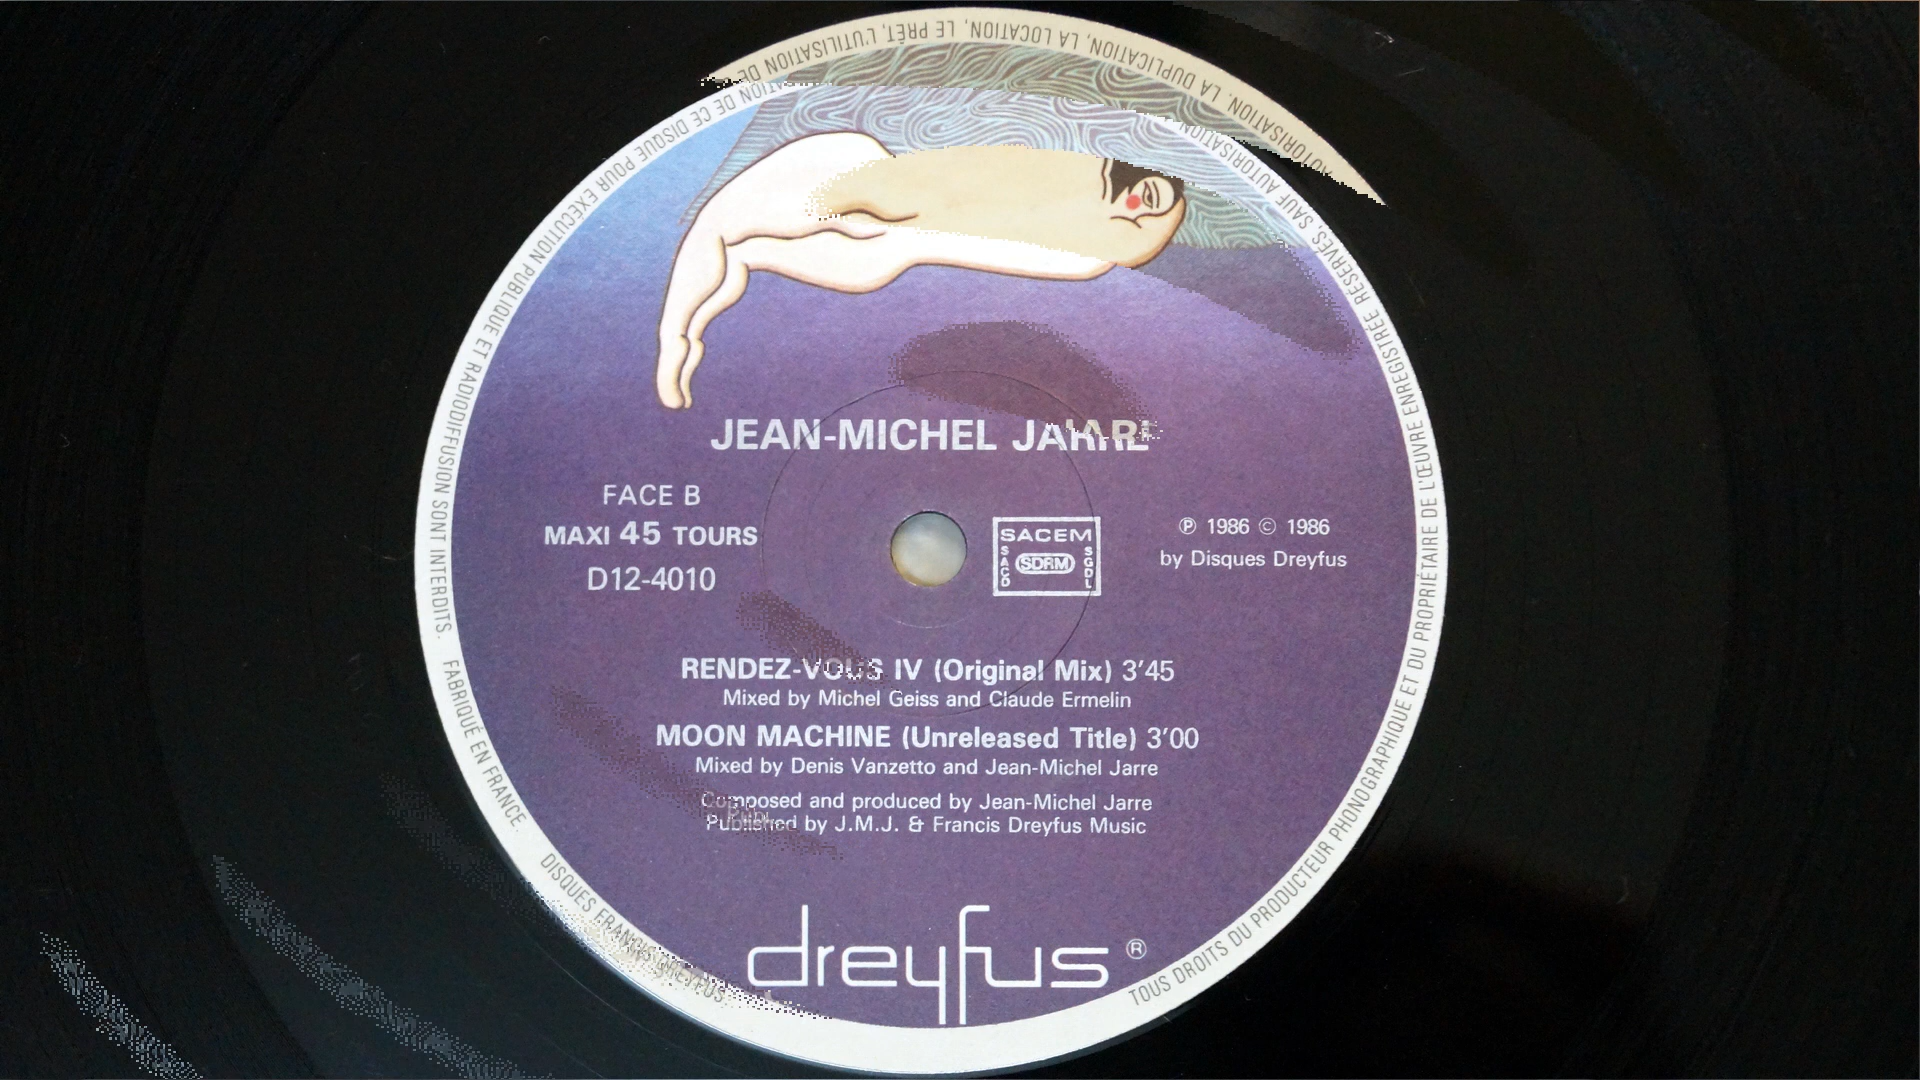 JEAN-MICHEL JARRE
FACE B
MAXI 45 TOURS
D12-4010
SACEM
SACD
SDRM
SGDL
℗ 1986 © 1986
by Disques Dreyfus
RENDEZ-VOUS IV (Original Mix) 3'45
Mixed by Michel Geiss and Claude Ermelin
MOON MACHINE (Unreleased Title) 3'00
Mixed by Denis Vanzetto and Jean-Michel Jarre
Composed and produced by Jean-Michel Jarre
Published by J.M.J. & Francis Dreyfus Music
dreyfus ®
DISQUES FRANCIS DREYFUS
TOUS DROITS DU PRODUCTEUR PHONOGRAPHIQUE ET DU PROPRIÉTAIRE DE L'ŒUVRE ENREGISTRÉE RÉSERVÉS, SAUF AUTORISATION, LA DUPLICATION, LA LOCATION, LE PRÊT, L'UTILISATION DE CE DISQUE POUR EXÉCUTION PUBLIQUE ET RADIODIFFUSION SONT INTERDITS.
FABRIQUÉ EN FRANCE